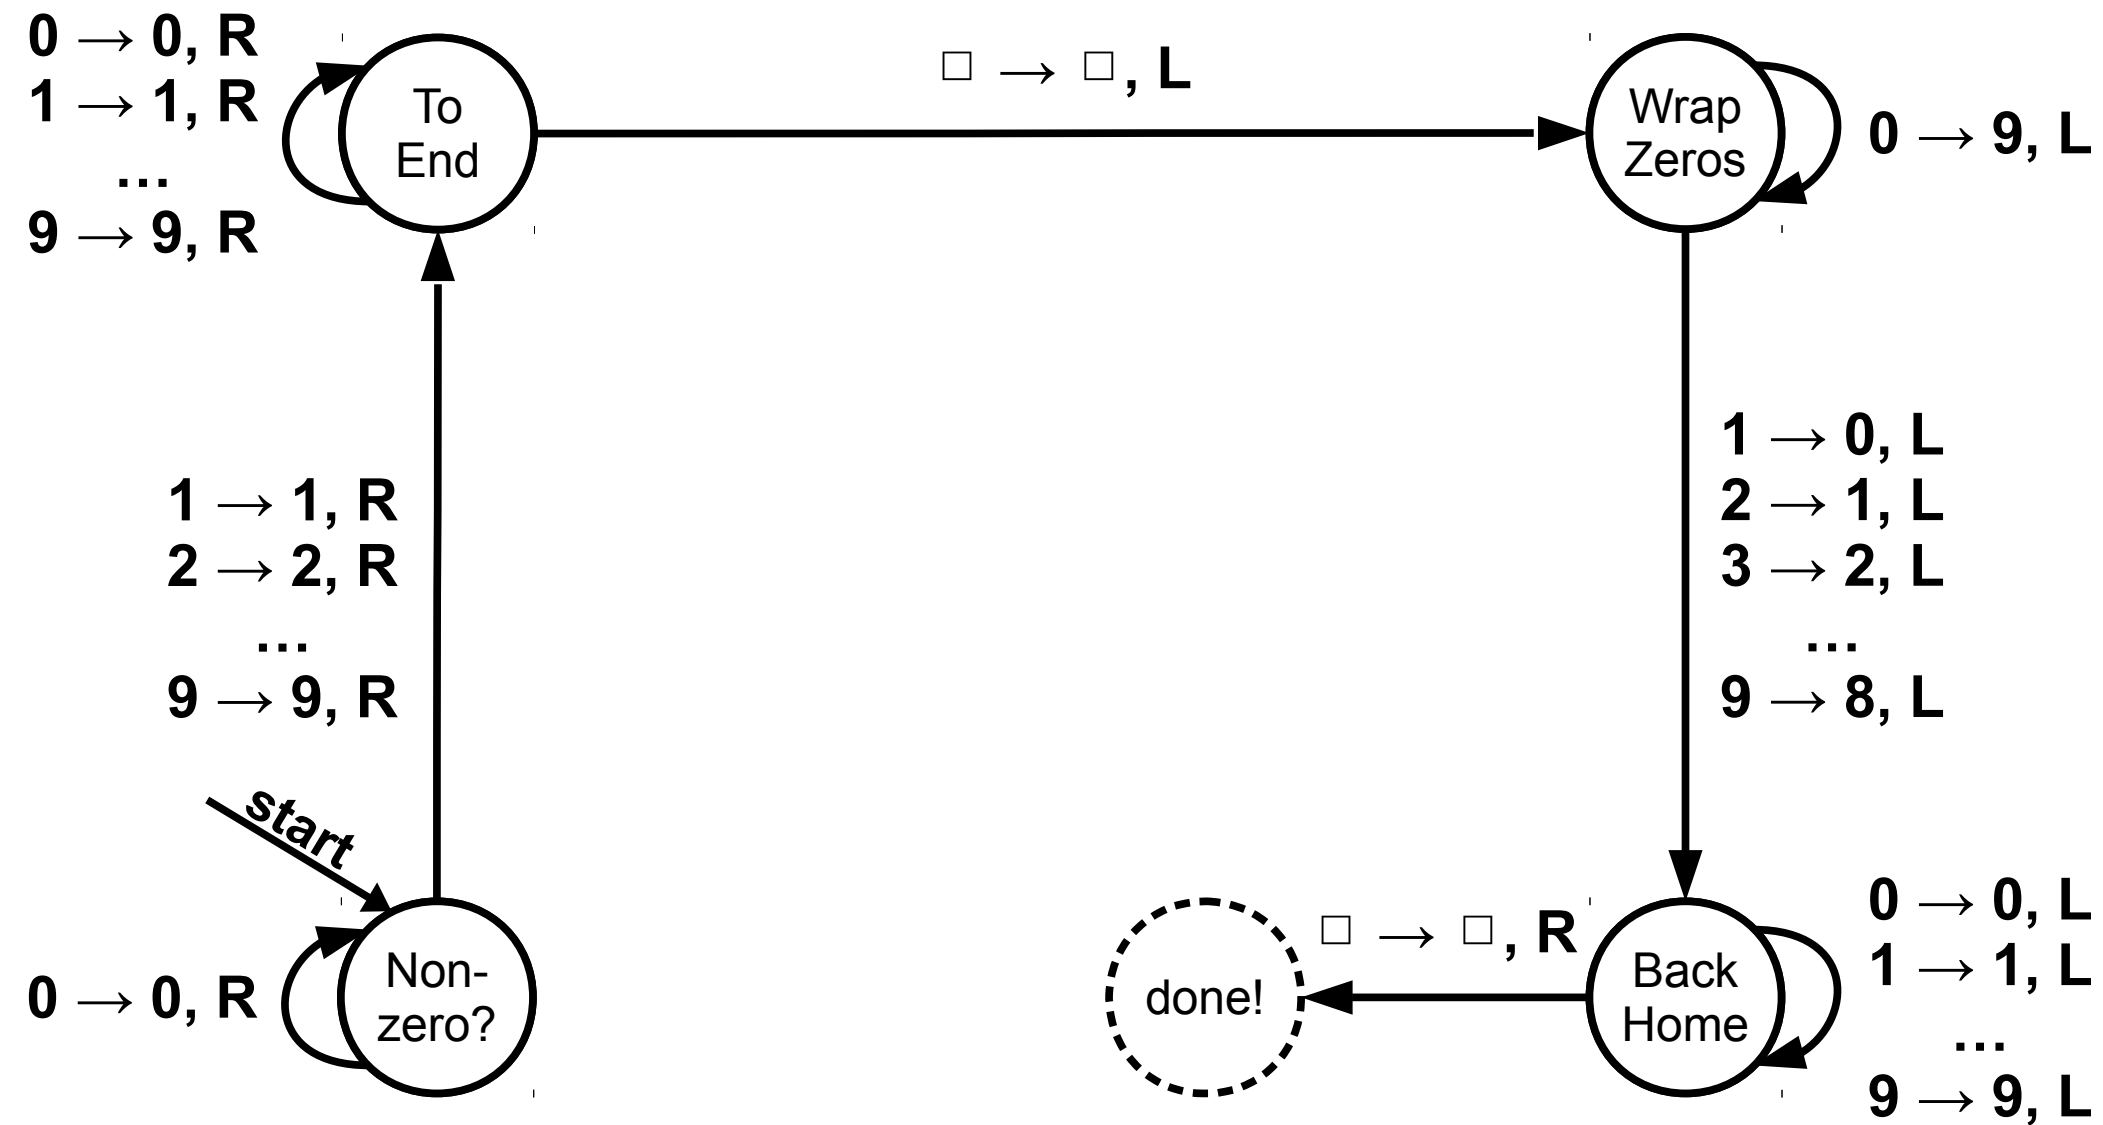 0 → 0, R
1 → 1, R
...
9 → 9, R
To
End
□ → □, L
Wrap
Zeros
0 → 9, L
1 → 1, R
2 → 2, R
...
9 → 9, R
1 → 0, L
2 → 1, L
3 → 2, L
...
9 → 8, L
start
Non-
zero?
0 → 0, R
done!
□ → □, R
Back
Home
0 → 0, L
1 → 1, L
...
9 → 9, L